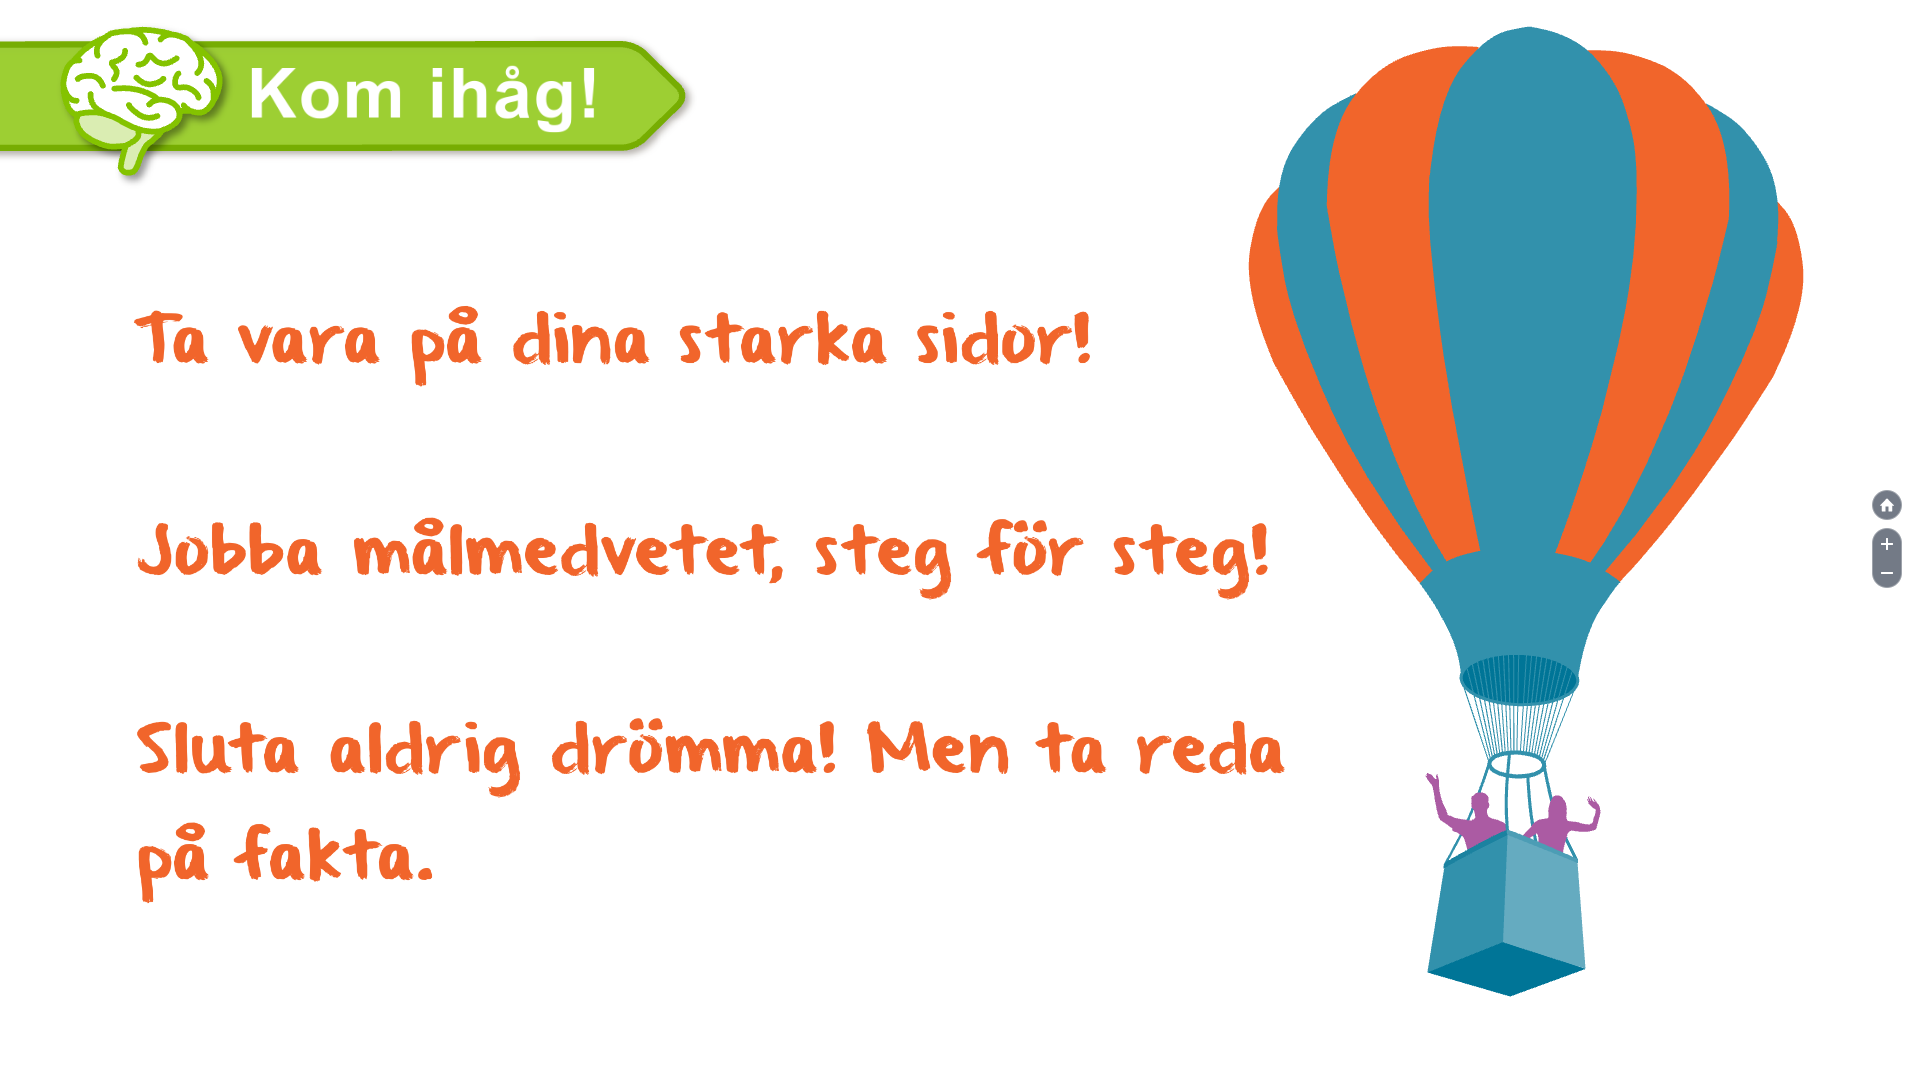 Kom ihåg!
Ta vara på dina starka sidor!
Jobba målmedvetet, steg för steg!
Sluta aldrig drömma! Men ta reda
på fakta.